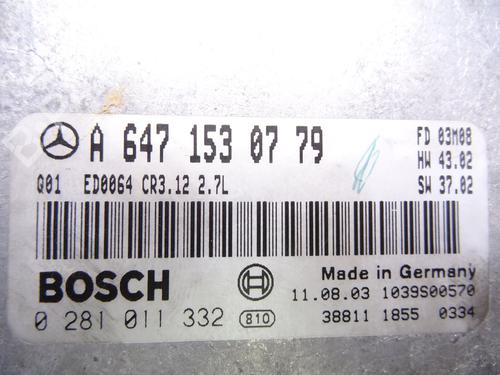 A 647 153 07 79
FD 03M08
HW 43.02
Q01 ED0064 CR3.12 2.7L
SW 37.02
BOSCH
Made in Germany
11.08.03 1039S00570
0 281 011 332 810
38811 1855 0334